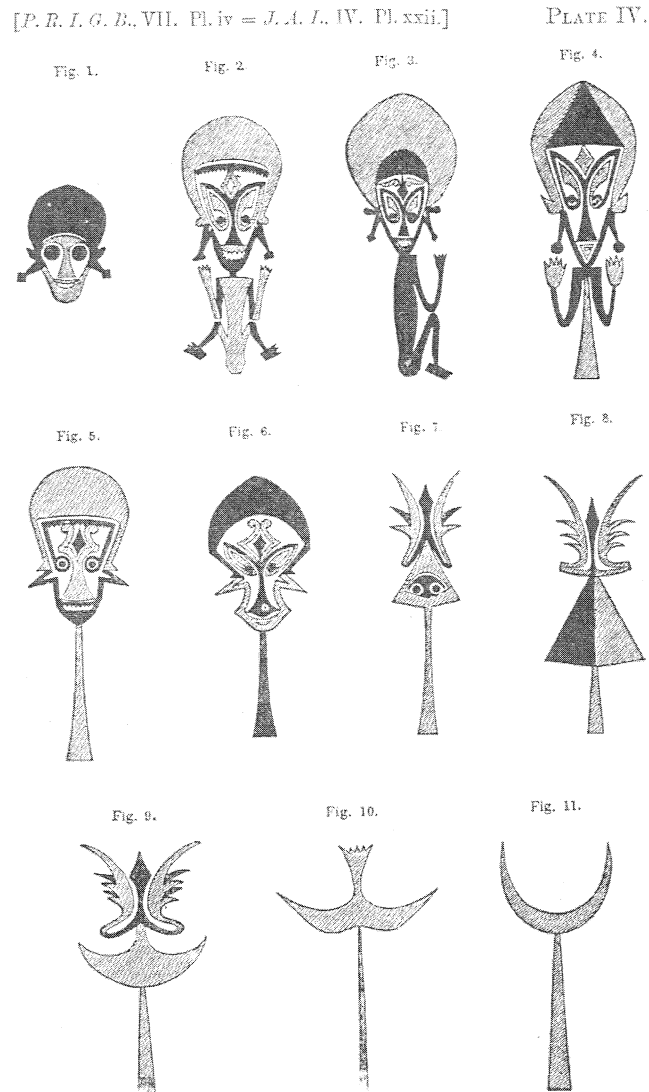 [P. R. I. G. B., VII. Pl. iv = J. A. I., IV. Pl. xxii.] PLATE IV.
Fig. 1. Fig. 2 Fig. 3. Fig. 4.
Fig. 5. Fig. 6. Fig. 7 Fig. 8.
Fig. 9. Fig. 10. Fig. 11.